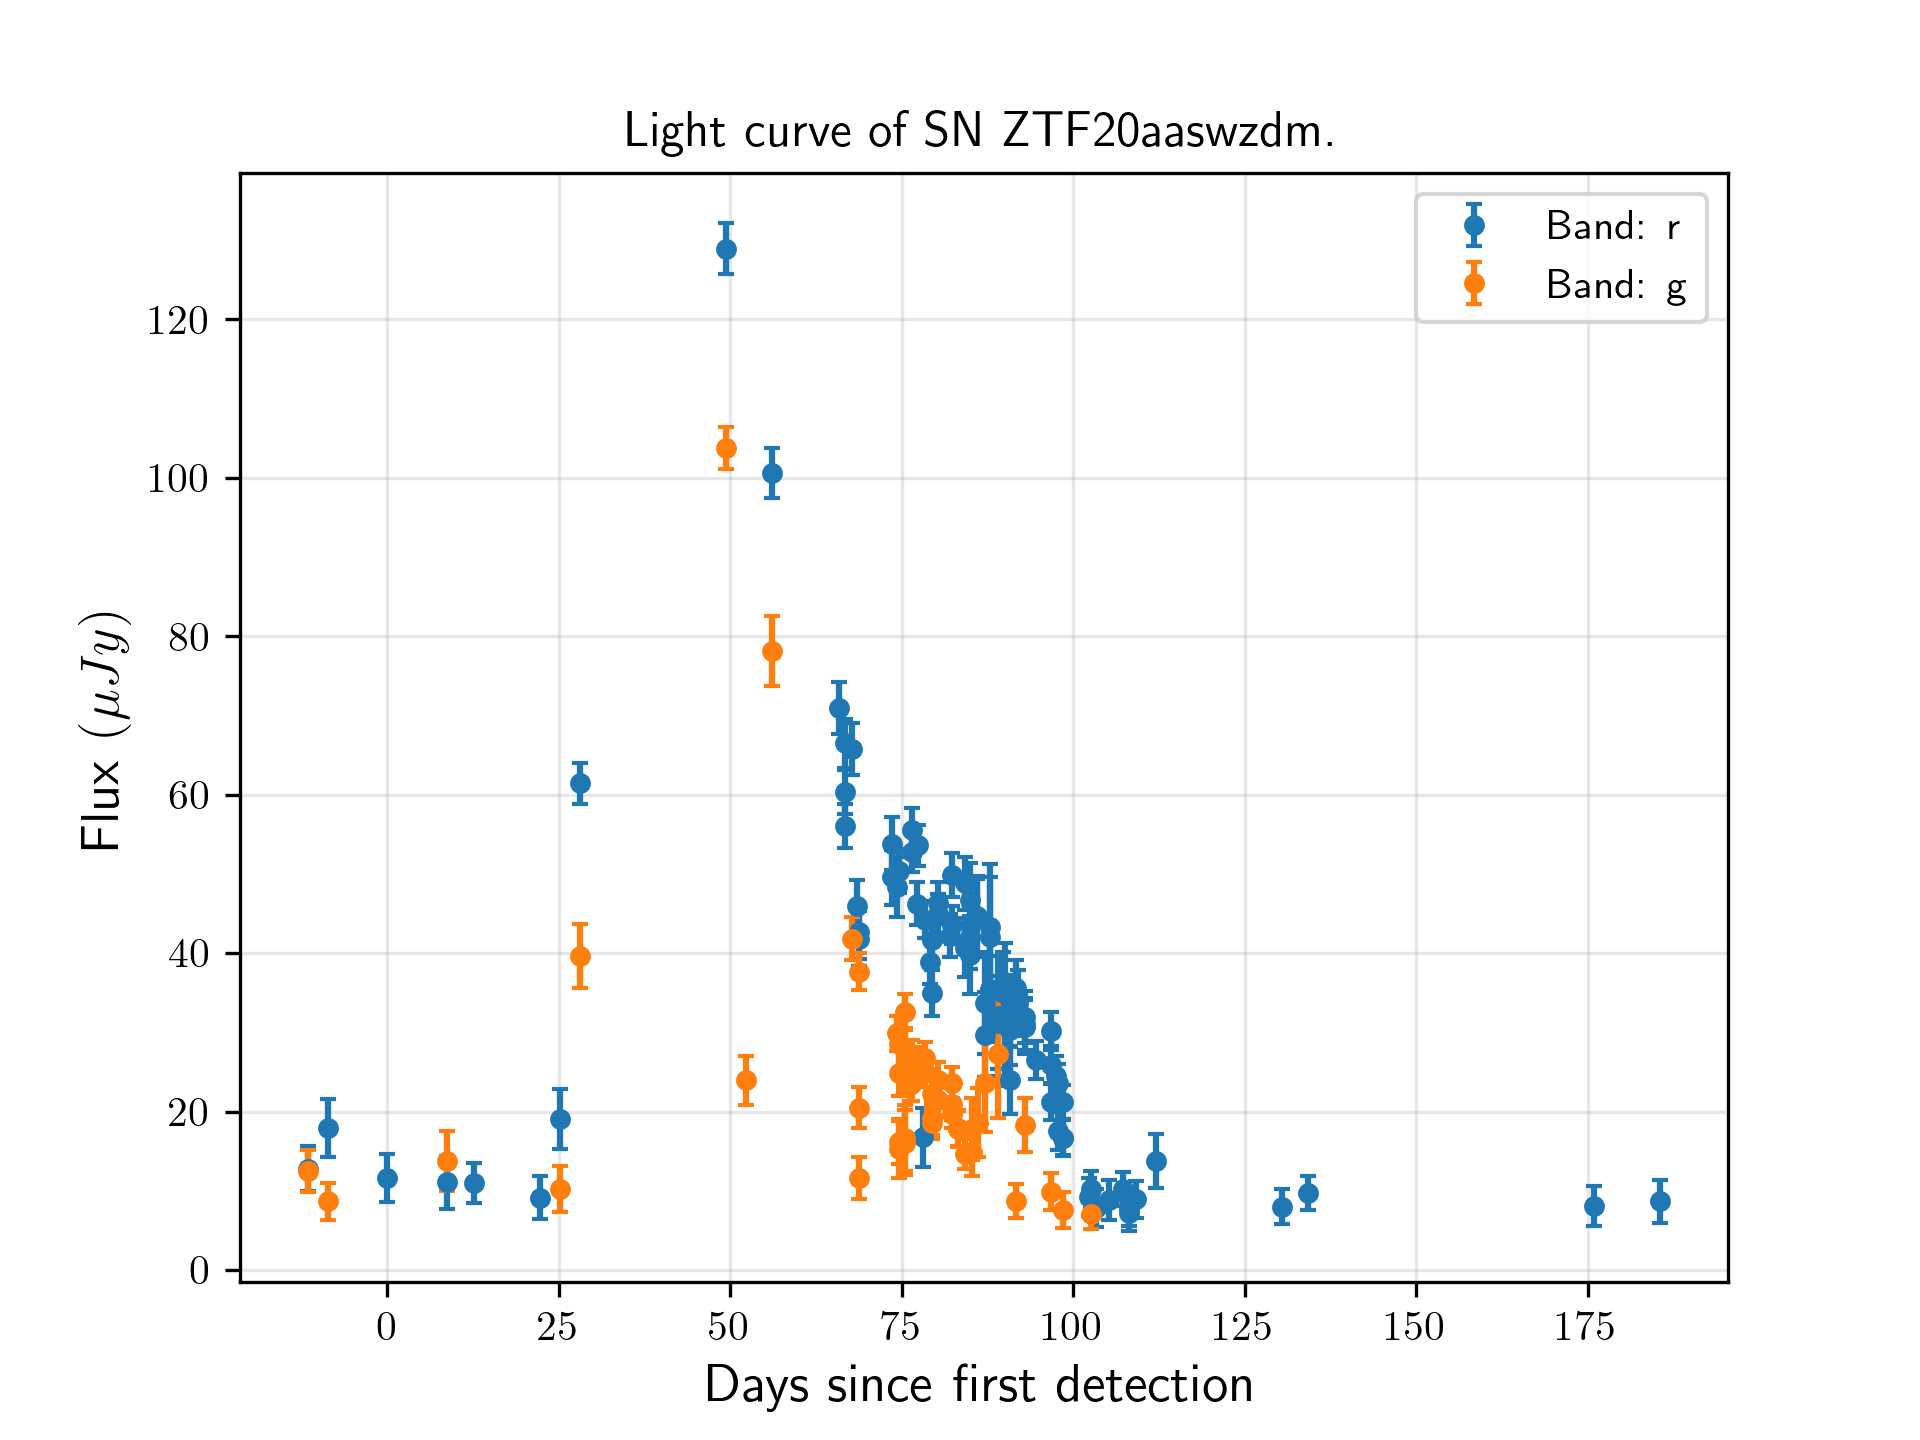 Light curve of SN ZTF20aaswzdm.
Band: r
Band: g
Flux (μJy)
120
100
80
60
40
20
0
0 25 50 75 100 125 150 175
Days since first detection